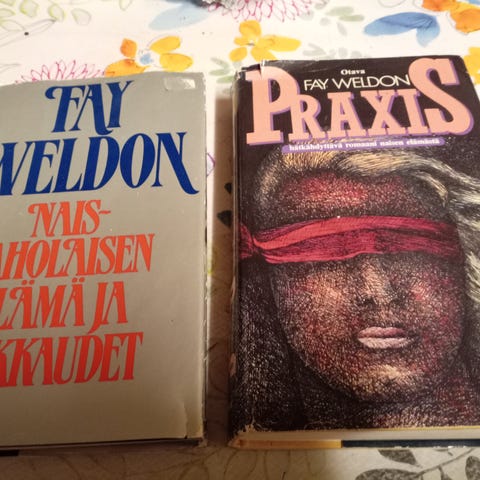 FAY
WELDON
NAIS-
AHOLAISEN
LÄMÄ JA
KKAUDET
Otava
FAY WELDON
PRAXIS
hätkähdyttävä romaani naisen elämästä